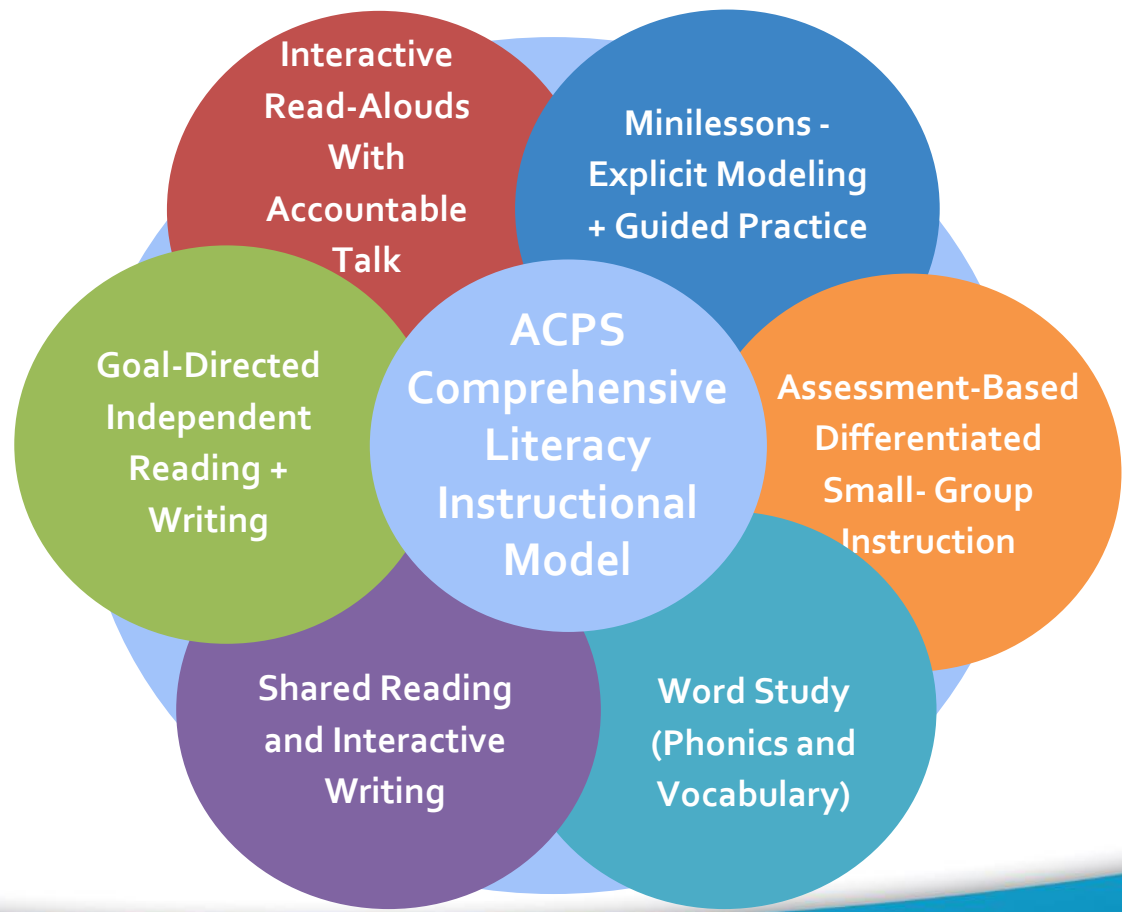 Interactive
Read-Alouds
With
Accountable
Talk
Minilessons -
Explicit Modeling
+ Guided Practice
Goal-Directed
Independent
Reading +
Writing
ACPS
Comprehensive
Literacy
Instructional
Model
Assessment-Based
Differentiated
Small- Group
Instruction
Shared Reading
and Interactive
Writing
Word Study
(Phonics and
Vocabulary)